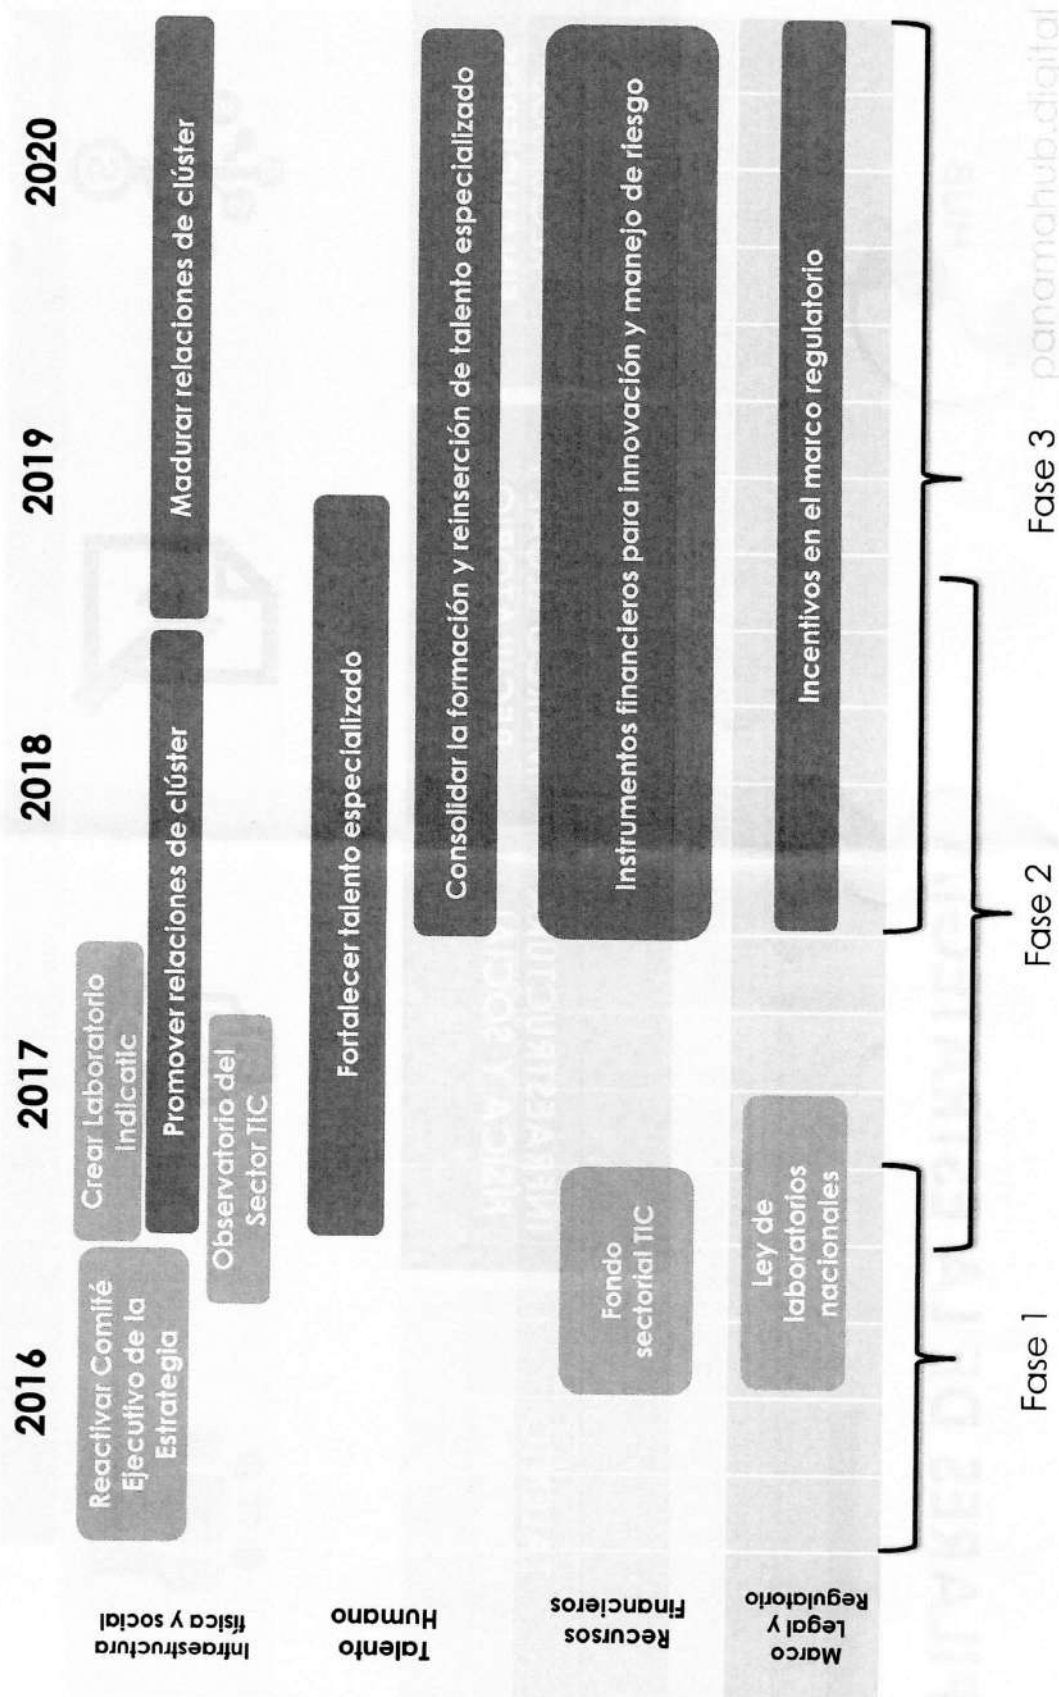 2016
2017
2018
2019
2020
Infraestructura
física y social
Reactivar Comité
Ejecutivo de la
Estrategia
Crear Laboratorio
Indicatic
Promover relaciones de clúster
Madurar relaciones de clúster
Observatorio del
Sector TIC
Talento
Humano
Fortalecer talento especializado
Consolidar la formación y reinserción de talento especializado
Recursos
Financieros
Fondo
sectorial TIC
Instrumentos financieros para innovación y manejo de riesgo
Marco
Legal y
Regulatorio
Ley de
laboratorios
nacionales
Incentivos en el marco regulatorio
Fase 1
Fase 2
Fase 3
panamahub.digital